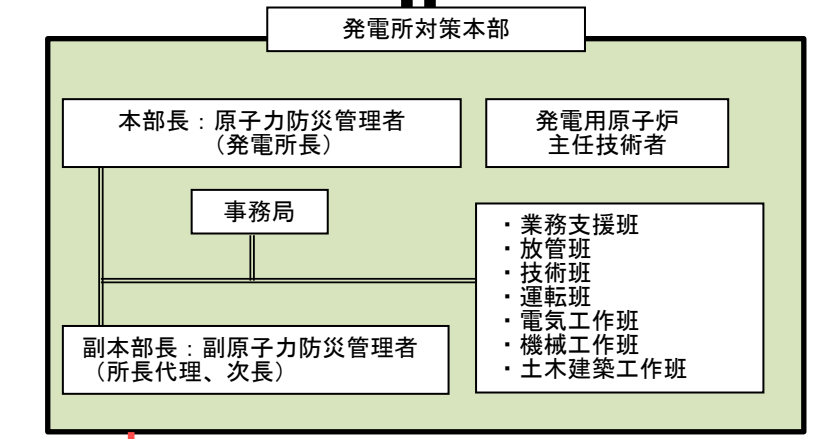 発電所対策本部
本部長：原子力防災管理者
（発電所長）
発電用原子炉
主任技術者
事務局
・業務支援班
・放管班
・技術班
・運転班
・電気工作班
・機械工作班
・土木建築工作班
副本部長：副原子力防災管理者
（所長代理、次長）